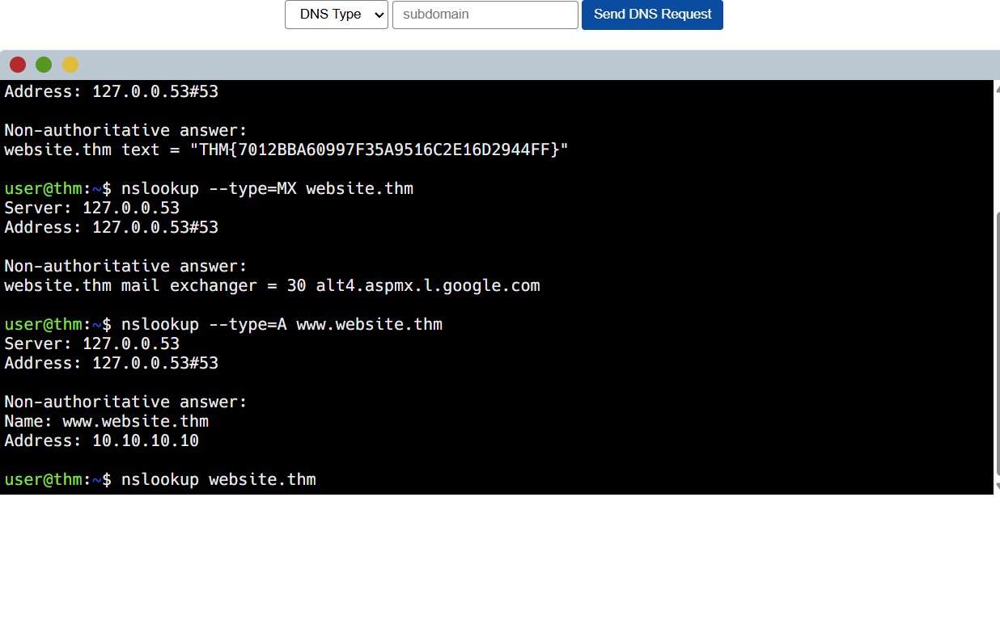 DNS Type
subdomain
Send DNS Request
Address: 127.0.0.53#53
Non-authoritative answer:
website.thm text = "THM{7012BBA60997F35A9516C2E16D2944FF}"
user@thm:~$ nslookup --type=MX website.thm
Server: 127.0.0.53
Address: 127.0.0.53#53
Non-authoritative answer:
website.thm mail exchanger = 30 alt4.aspmx.l.google.com
user@thm:~$ nslookup --type=A www.website.thm
Server: 127.0.0.53
Address: 127.0.0.53#53
Non-authoritative answer:
Name: www.website.thm
Address: 10.10.10.10
user@thm:~$ nslookup website.thm